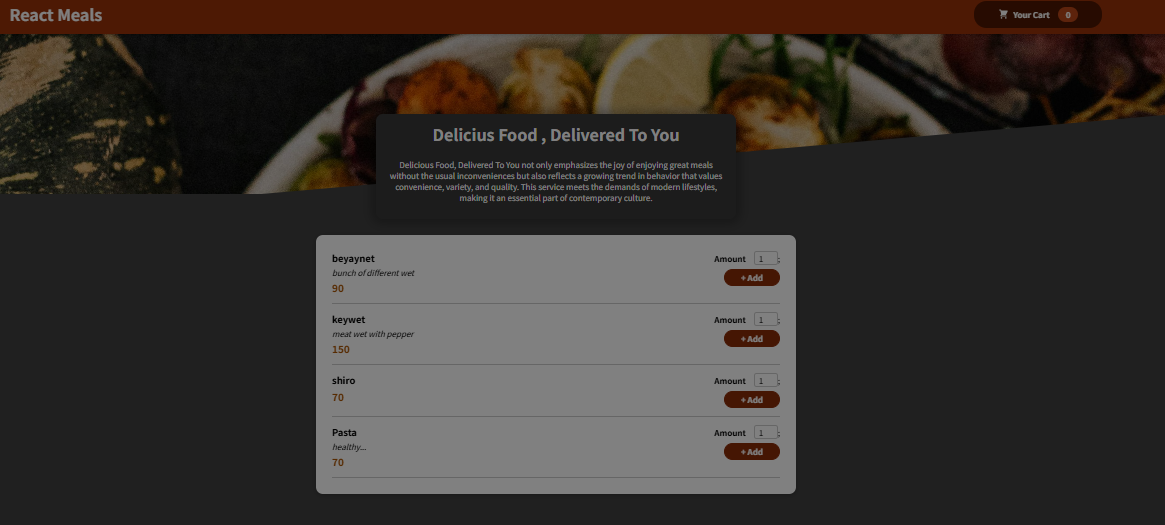 React Meals
Your Cart 0
Delicius Food , Delivered To You
Delicious Food, Delivered To You not only emphasizes the joy of enjoying great meals
without the usual inconveniences but also reflects a growing trend in behavior that values
convenience, variety, and quality. This service meets the demands of modern lifestyles,
making it an essential part of contemporary culture.
beyaynet
Amount 1 ;
bunch of different wet
+ Add
90
keywet
Amount 1 ;
meat wet with pepper
+ Add
150
shiro
Amount 1 ;
70
+ Add
Pasta
Amount 1 ;
healthy...
+ Add
70